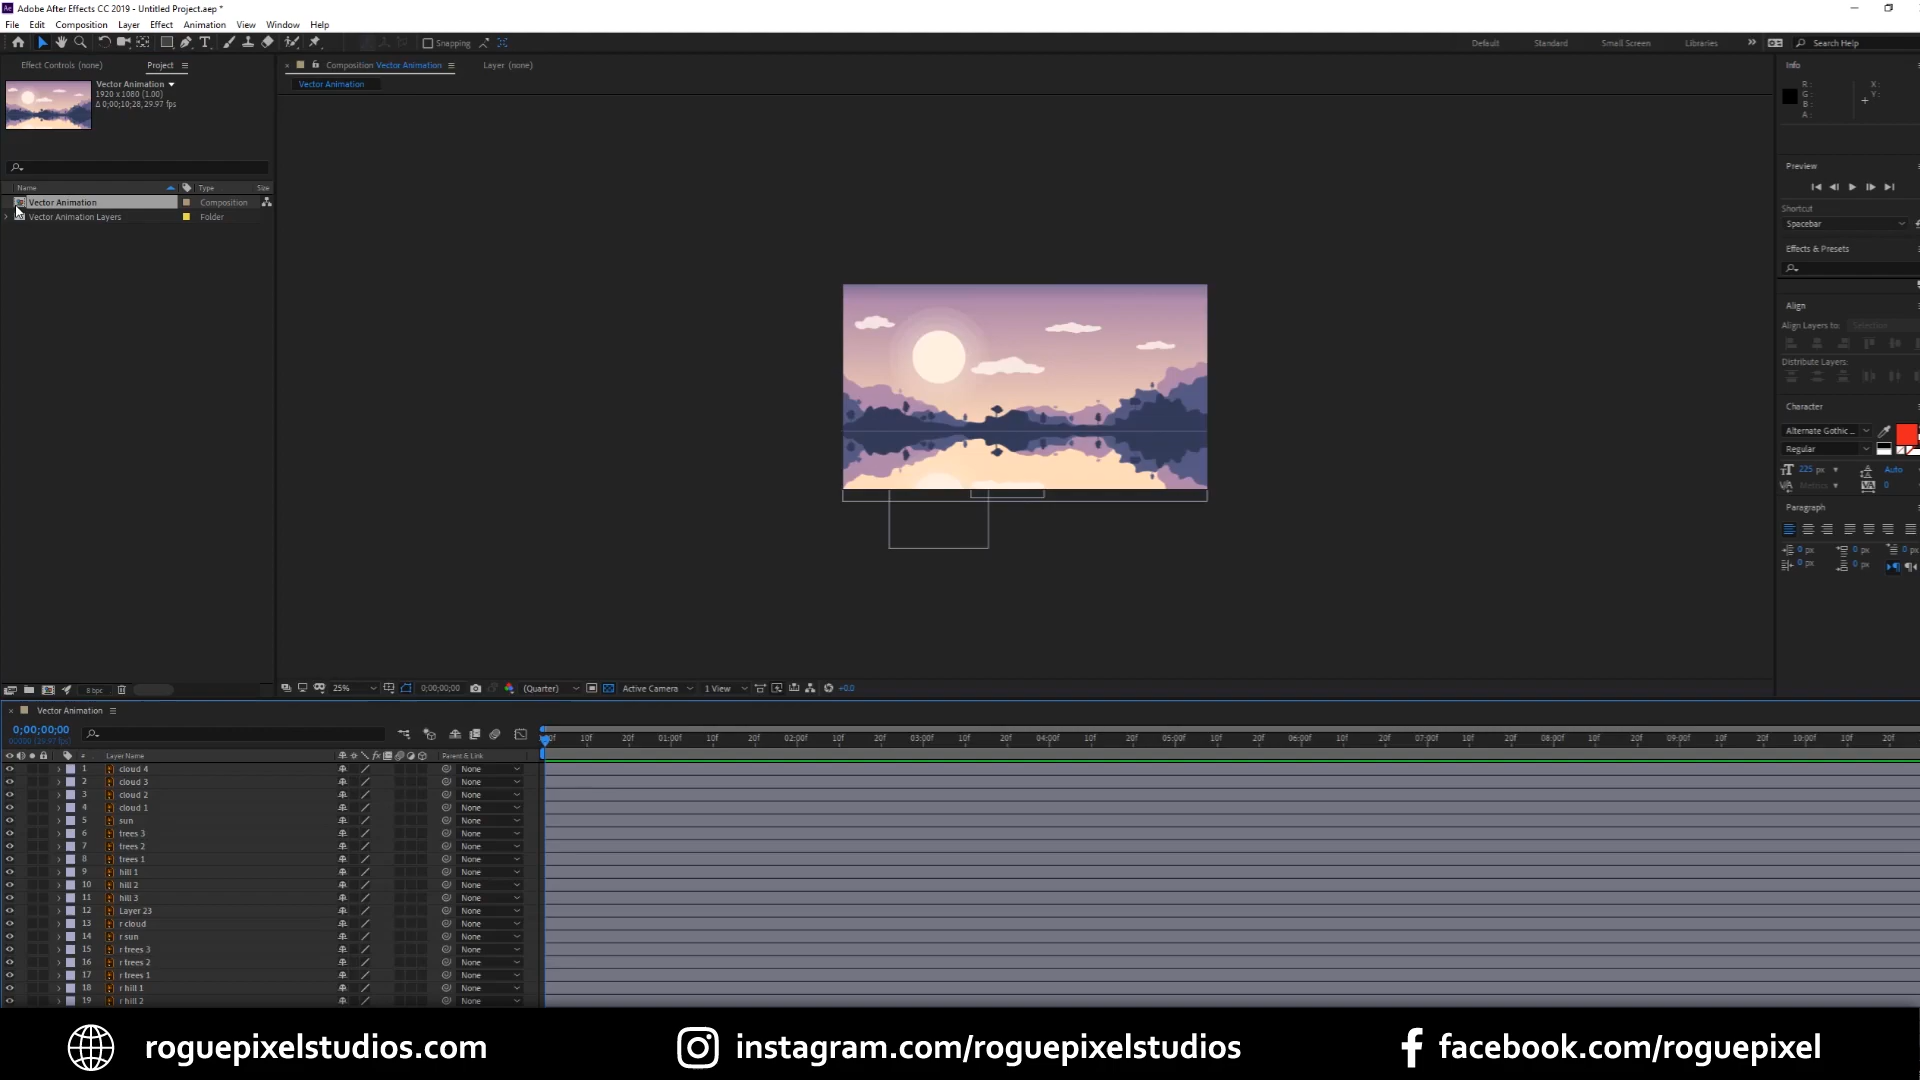 Ae Adobe After Effects CC 2019 - Untitled Project.aep *
File Edit Composition Layer Effect Animation View Window Help
Snapping Default Standard Small Screen Libraries Search Help
Effect Controls (none) Project
Composition Vector Animation Layer (none)
Info
Vector Animation
1920 x 1080 (1.00)
Δ 0;00;10;28, 29.97 fps
Vector Animation
R: X:
G: Y:
B:
A:
Preview
Name Type Size
Vector Animation Composition
Vector Animation Layers Folder
Shortcut
Spacebar
Effects & Presets
Align
Align Layers to: Selection
Distribute Layers:
Character
Alternate Gothic ...
Regular
225 px Auto
Metrics 0
Paragraph
0 px 0 px 0 px
0 px 0 px
8 bpc
25% 0;00;00;00 (Quarter) Active Camera 1 View +0.0
Vector Animation
0;00;00;00
00000 (29.97 fps)
10f 20f 01:00f 10f 20f 02:00f 10f 20f 03:00f 10f 20f 04:00f 10f 20f 05:00f 10f 20f 06:00f 10f 20f 07:00f 10f 20f 08:00f 10f 20f 09:00f 10f 20f 10:00f 10f 20f
# Layer Name Parent & Link
1 cloud 4 None
2 cloud 3 None
3 cloud 2 None
4 cloud 1 None
5 sun None
6 trees 3 None
7 trees 2 None
8 trees 1 None
9 hill 1 None
10 hill 2 None
11 hill 3 None
12 Layer 23 None
13 r cloud None
14 r sun None
15 r trees 3 None
16 r trees 2 None
17 r trees 1 None
18 r hill 1 None
19 r hill 2 None
roguepixelstudios.com instagram.com/roguepixelstudios facebook.com/roguepixel